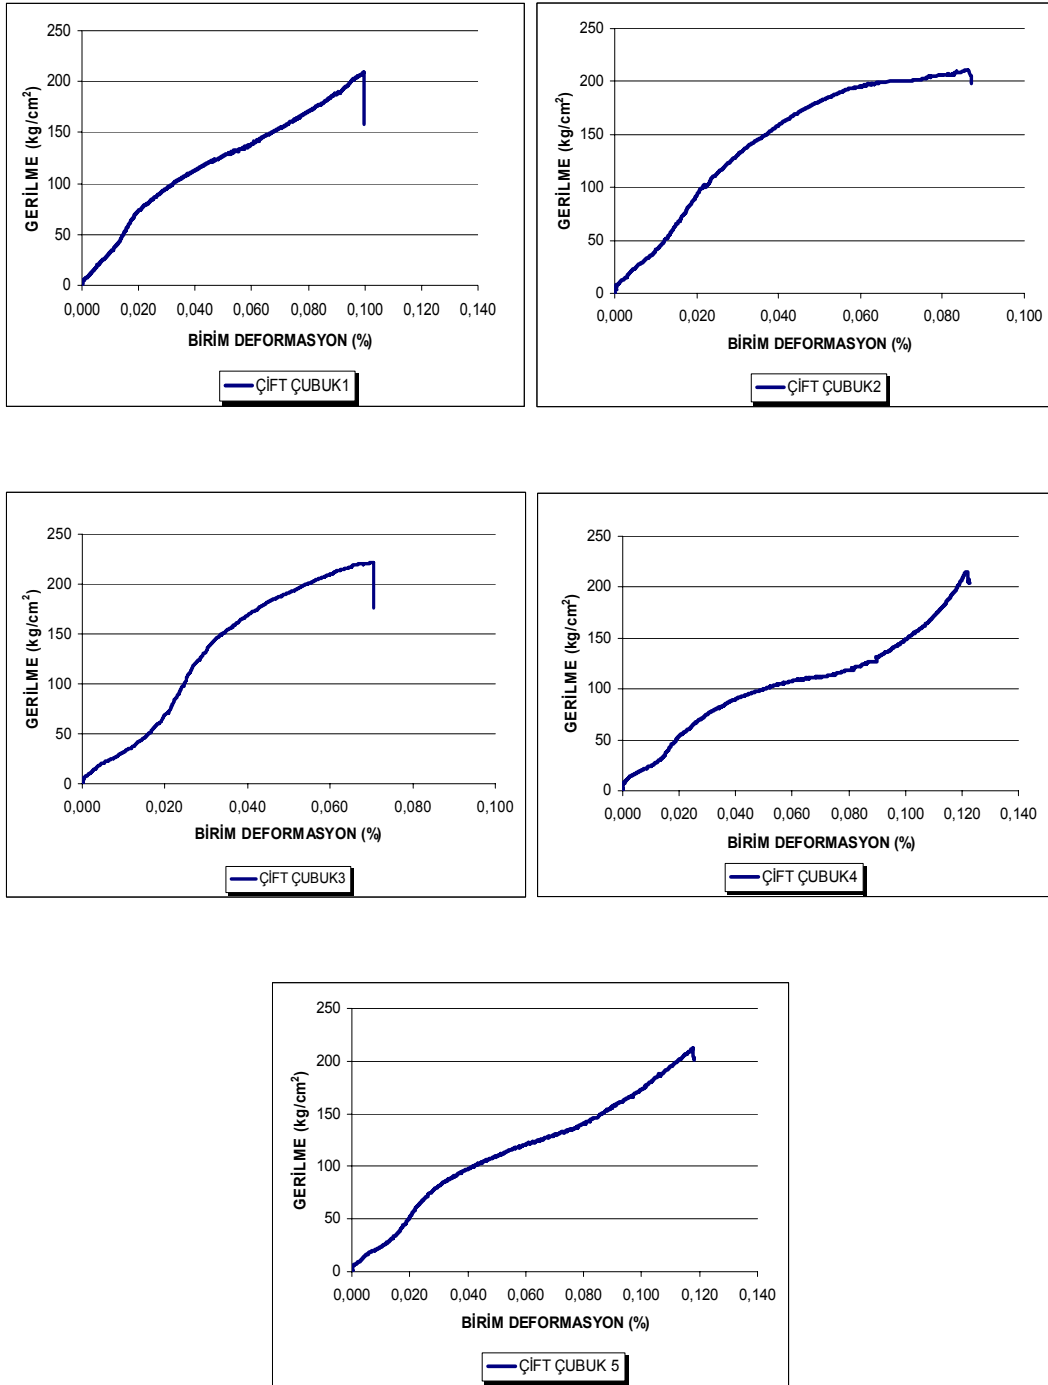 GERİLME (kg/cm²)
250
200
150
100
50
0
0,000 0,020 0,040 0,060 0,080 0,100 0,120 0,140
BİRİM DEFORMASYON (%)
ÇİFT ÇUBUK1
GERİLME (kg/cm²)
250
200
150
100
50
0
0,000 0,020 0,040 0,060 0,080 0,100
BİRİM DEFORMASYON (%)
ÇİFT ÇUBUK2
GERİLME (kg/cm²)
250
200
150
100
50
0
0,000 0,020 0,040 0,060 0,080 0,100
BİRİM DEFORMASYON (%)
ÇİFT ÇUBUK3
GERİLME (kg/cm²)
250
200
150
100
50
0
0,000 0,020 0,040 0,060 0,080 0,100 0,120 0,140
BİRİM DEFORMASYON (%)
ÇİFT ÇUBUK4
GERİLME (kg/cm²)
250
200
150
100
50
0
0,000 0,020 0,040 0,060 0,080 0,100 0,120 0,140
BİRİM DEFORMASYON (%)
ÇİFT ÇUBUK 5